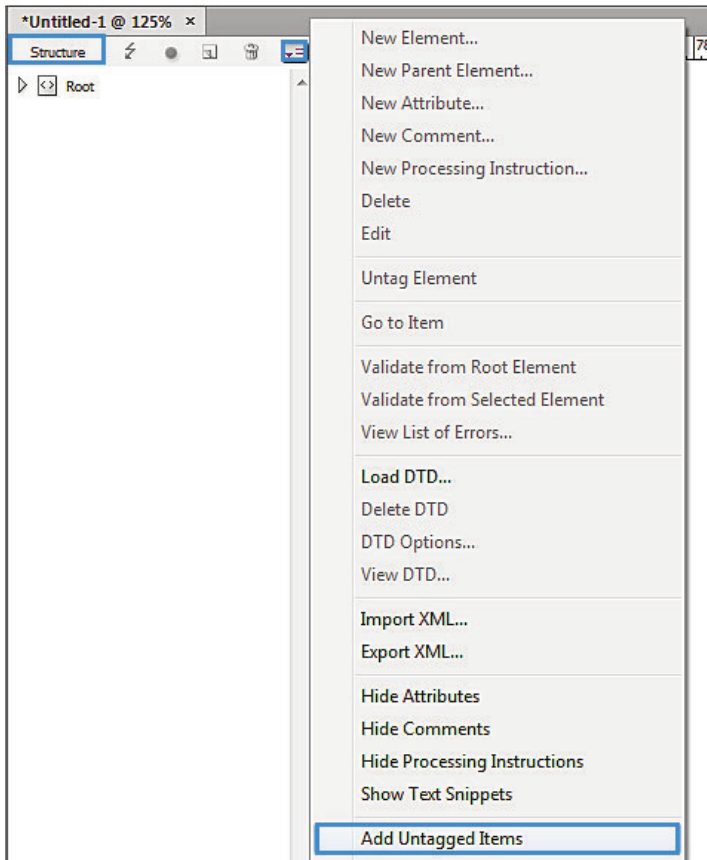 *Untitled-1 @ 125% ×
Structure
Root
78
New Element...
New Parent Element...
New Attribute...
New Comment...
New Processing Instruction...
Delete
Edit
Untag Element
Go to Item
Validate from Root Element
Validate from Selected Element
View List of Errors...
Load DTD...
Delete DTD
DTD Options...
View DTD...
Import XML...
Export XML...
Hide Attributes
Hide Comments
Hide Processing Instructions
Show Text Snippets
Add Untagged Items